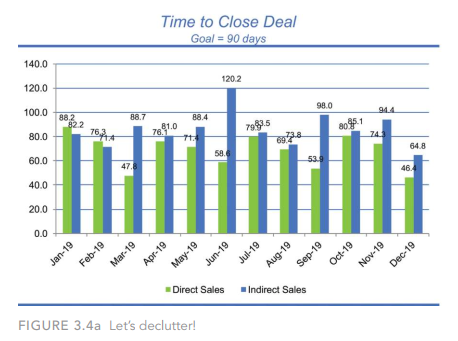 Time to Close Deal
Goal = 90 days
140.0
120.0
100.0
80.0
60.0
40.0
20.0
0.0
88.2
82.2
76.3
71.4
47.8
88.7
76.1
81.0
71.4
88.4
58.6
120.2
79.9
83.5
69.4
73.8
53.9
98.0
80.8
85.1
74.3
94.4
46.4
64.8
Jan-19
Feb-19
Mar-19
Apr-19
May-19
Jun-19
Jul-19
Aug-19
Sep-19
Oct-19
Nov-19
Dec-19
Direct Sales
Indirect Sales
FIGURE 3.4a Let's declutter!